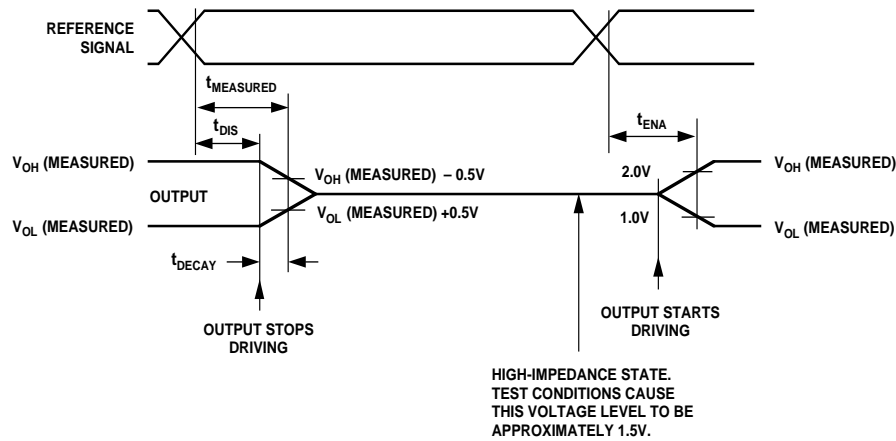 REFERENCE
SIGNAL
tMEASURED
tDIS
tENA
VOH (MEASURED)
VOH (MEASURED) – 0.5V
2.0V
VOH (MEASURED)
OUTPUT
VOL (MEASURED)
VOL (MEASURED) +0.5V
1.0V
VOL (MEASURED)
tDECAY
OUTPUT STOPS
DRIVING
OUTPUT STARTS
DRIVING
HIGH-IMPEDANCE STATE.
TEST CONDITIONS CAUSE
THIS VOLTAGE LEVEL TO BE
APPROXIMATELY 1.5V.